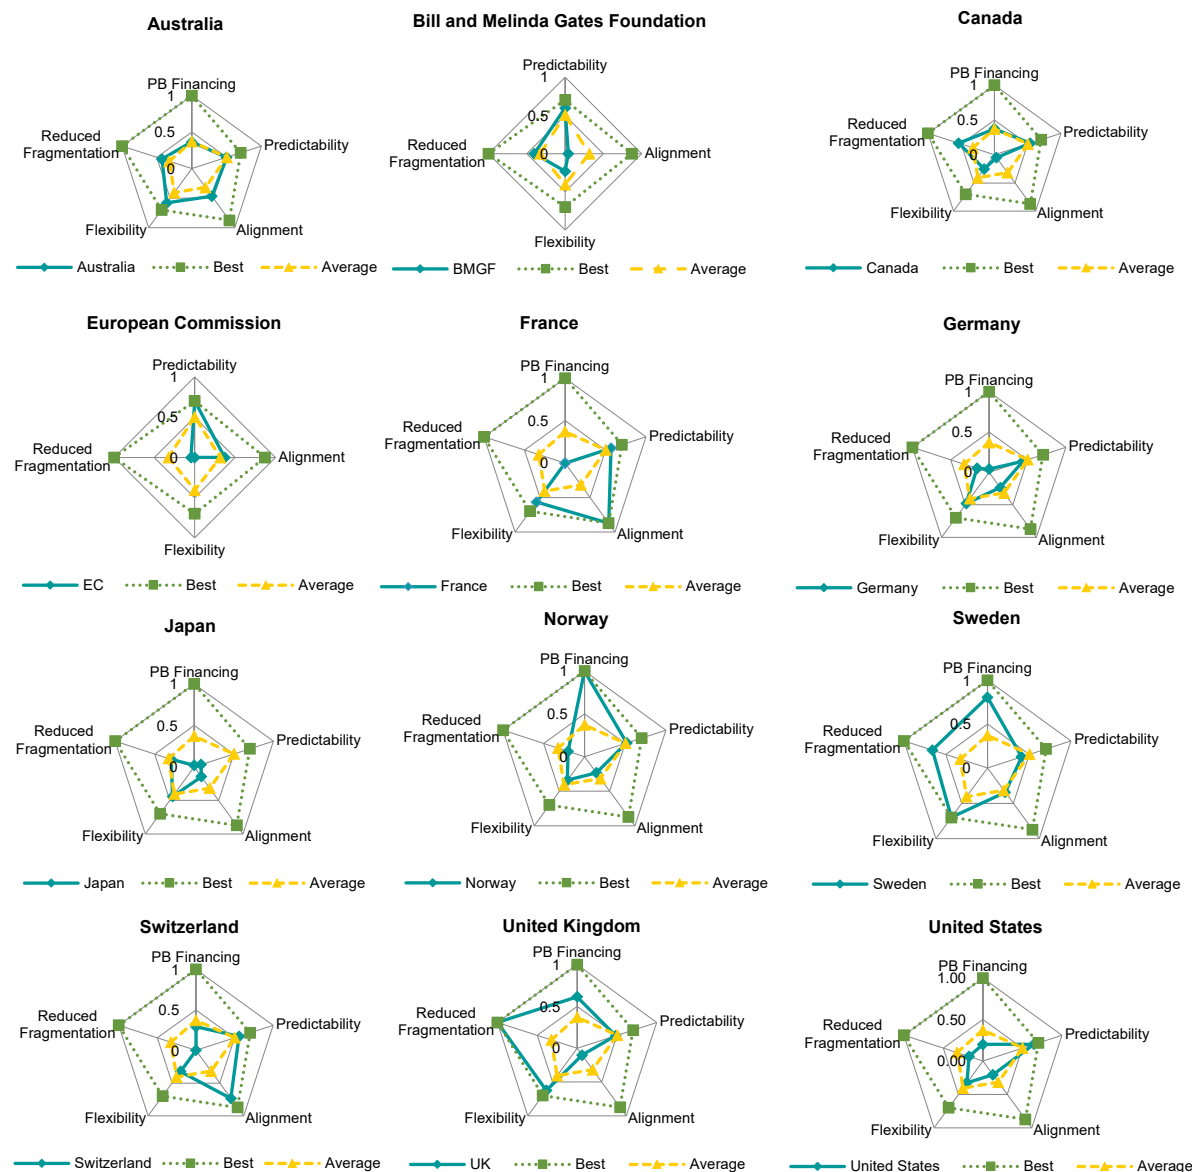 Australia
PB Financing
1
0.5
0
Reduced
Fragmentation
Predictability
Flexibility
Alignment
Australia Best Average
Bill and Melinda Gates Foundation
Predictability
1
0.5
0
Reduced
Fragmentation
Alignment
Flexibility
BMGF Best Average
Canada
PB Financing
1
0.5
0
Reduced
Fragmentation
Predictability
Flexibility
Alignment
Canada Best Average
European Commission
Predictability
1
0.5
0
Reduced
Fragmentation
Alignment
Flexibility
EC Best Average
France
PB Financing
1
0.5
0
Reduced
Fragmentation
Predictability
Flexibility
Alignment
France Best Average
Germany
PB Financing
1
0.5
0
Reduced
Fragmentation
Predictability
Flexibility
Alignment
Germany Best Average
Japan
PB Financing
1
0.5
0
Reduced
Fragmentation
Predictability
Flexibility
Alignment
Japan Best Average
Norway
PB Financing
1
0.5
0
Reduced
Fragmentation
Predictability
Flexibility
Alignment
Norway Best Average
Sweden
PB Financing
1
0.5
0
Reduced
Fragmentation
Predictability
Flexibility
Alignment
Sweden Best Average
Switzerland
PB Financing
1
0.5
0
Reduced
Fragmentation
Predictability
Flexibility
Alignment
Switzerland Best Average
United Kingdom
PB Financing
1
0.5
0
Reduced
Fragmentation
Predictability
Flexibility
Alignment
UK Best Average
United States
PB Financing
1.00
0.50
0.00
Reduced
Fragmentation
Predictability
Flexibility
Alignment
United States Best Average